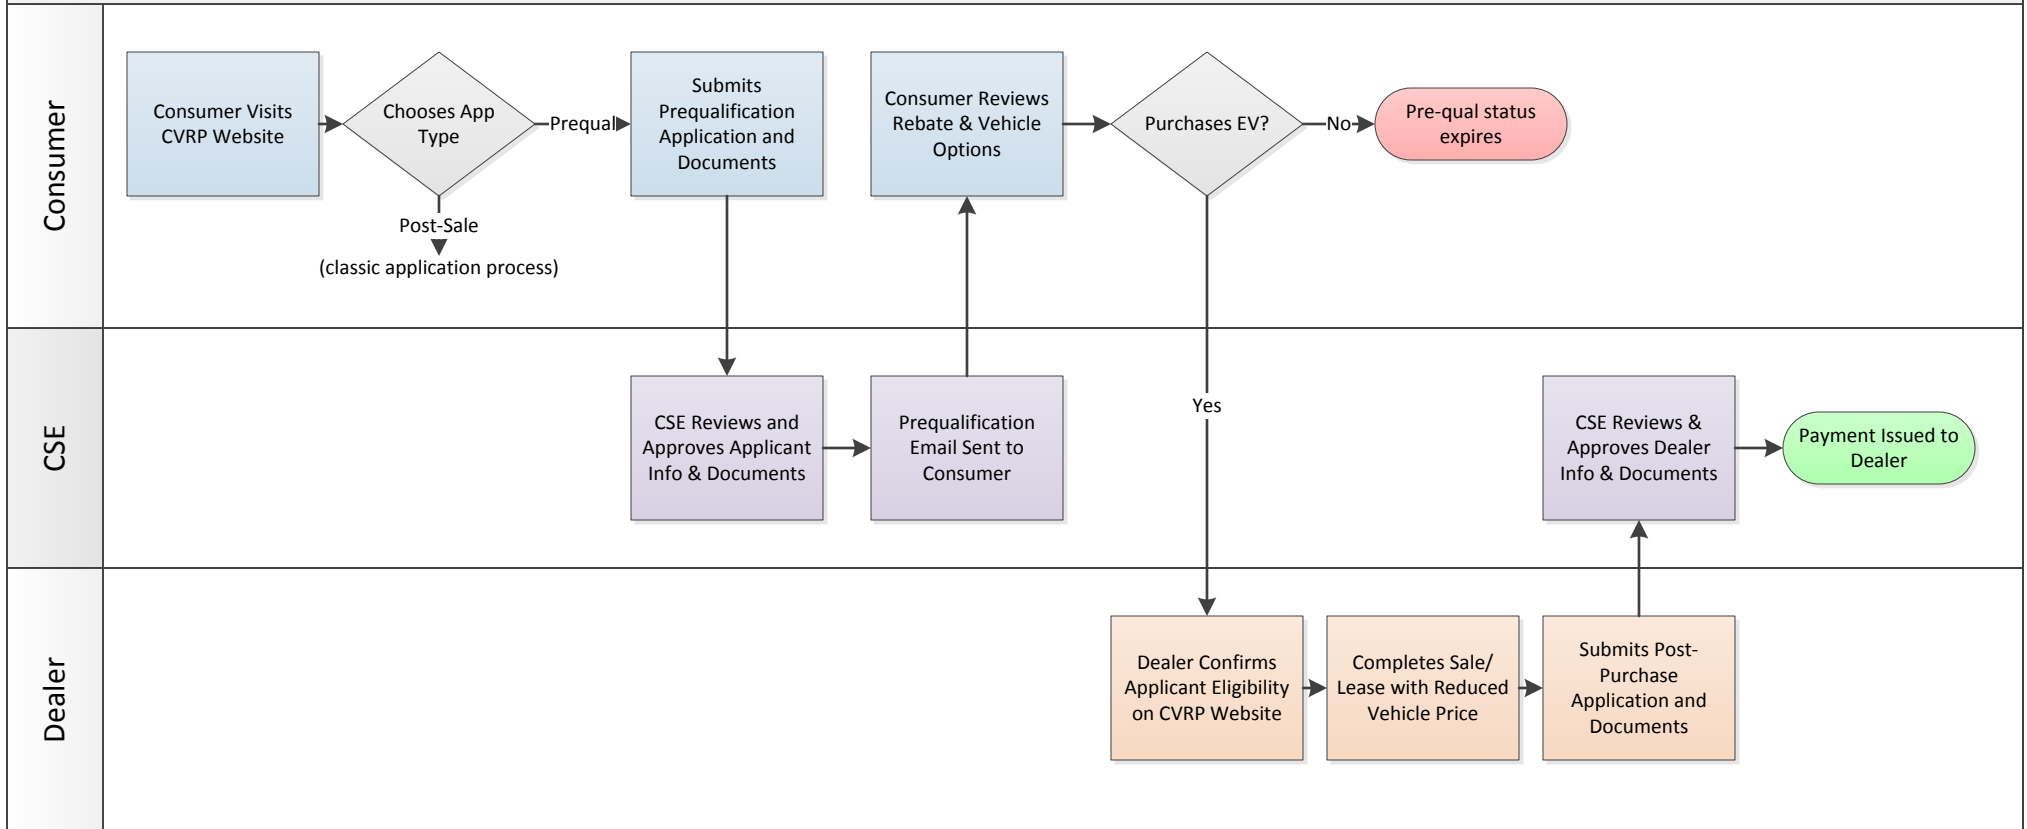 Consumer
Consumer Visits
CVRP Website
Chooses App
Type
Prequal
Submits
Prequalification
Application and
Documents
Consumer Reviews
Rebate & Vehicle
Options
Purchases EV?
No
Pre-qual status
expires
Post-Sale
(classic application process)
CSE
CSE Reviews and
Approves Applicant
Info & Documents
Prequalification
Email Sent to
Consumer
Yes
CSE Reviews &
Approves Dealer
Info & Documents
Payment Issued to
Dealer
Dealer
Dealer Confirms
Applicant Eligibility
on CVRP Website
Completes Sale/
Lease with Reduced
Vehicle Price
Submits Post-
Purchase
Application and
Documents